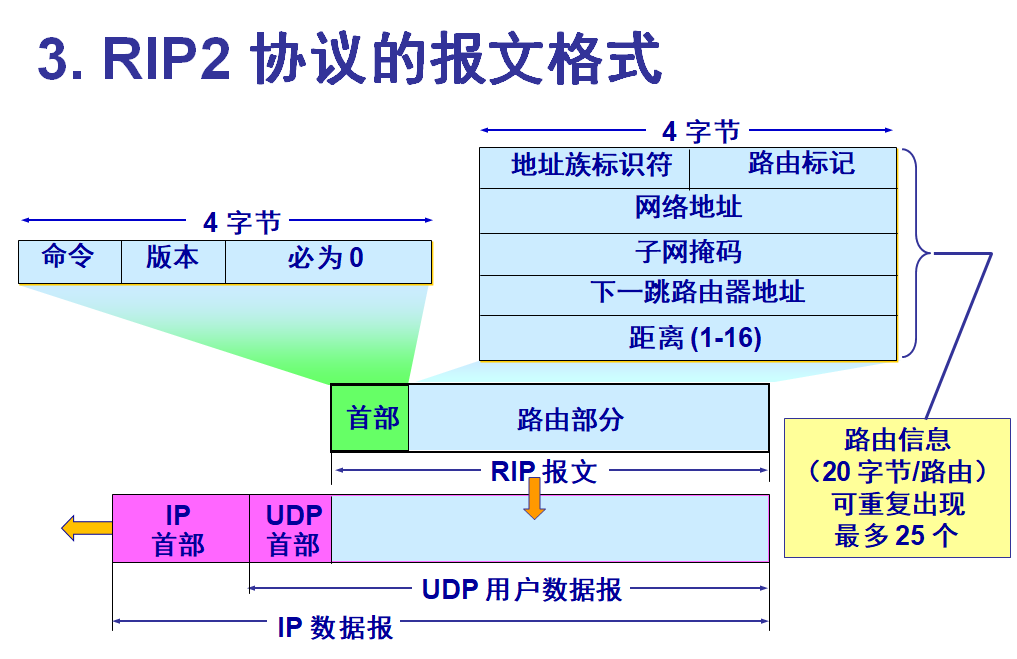 3. RIP2 协议的报文格式
4 字节
地址族标识符 路由标记
网络地址
子网掩码
下一跳路由器地址
距离 (1-16)
4 字节
命令 版本 必为 0
首部 路由部分
RIP 报文
路由信息
（20 字节/路由）
可重复出现
最多 25 个
IP
首部
UDP
首部
UDP 用户数据报
IP 数据报